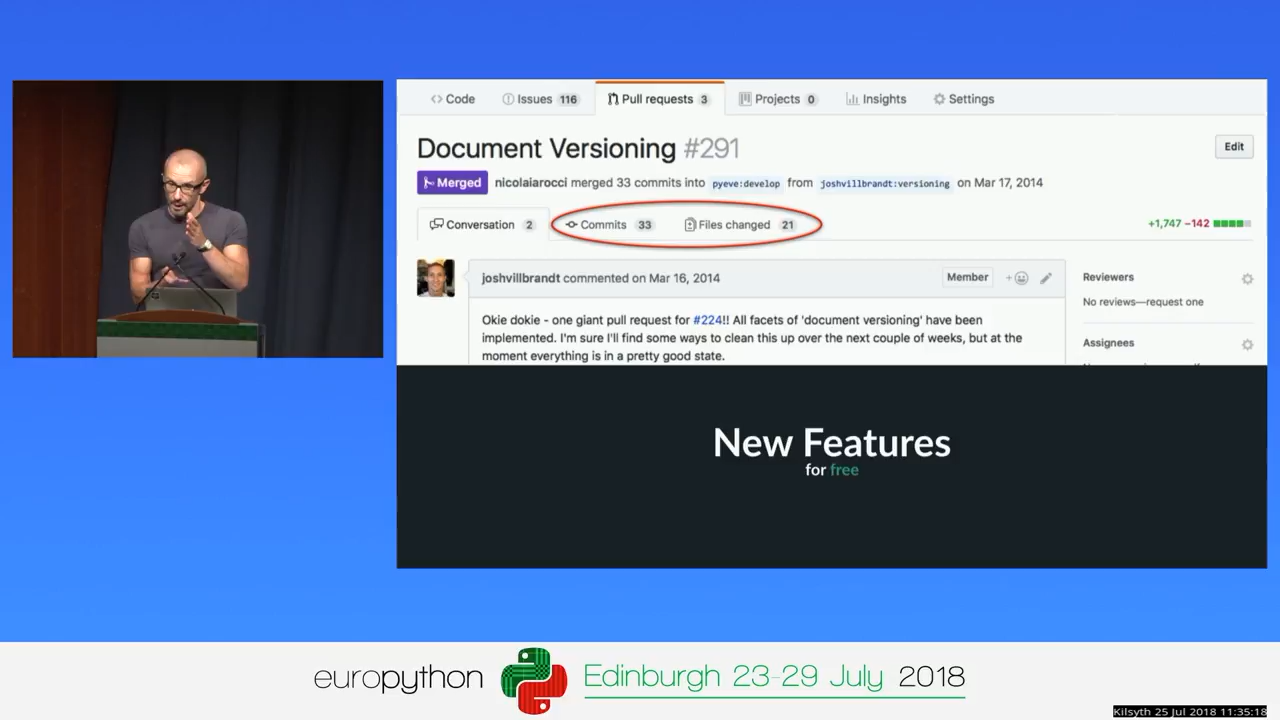 Code Issues 116 Pull requests 3 Projects 0 Insights Settings
Document Versioning #291
Edit
Merged nicolaiarocci merged 33 commits into pyeve:develop from joshvillbrandt:versioning on Mar 17, 2014
Conversation 2 Commits 33 Files changed 21 +1,747 −142
joshvillbrandt commented on Mar 16, 2014 Member
Okie dokie - one giant pull request for #224!! All facets of 'document versioning' have been
implemented. I'm sure I'll find some ways to clean this up over the next couple of weeks, but at the
moment everything is in a pretty good state.
Reviewers
No reviews—request one
Assignees
New Features
for free
europython Edinburgh 23-29 July 2018
Kilsyth 25 Jul 2018 11:35:18